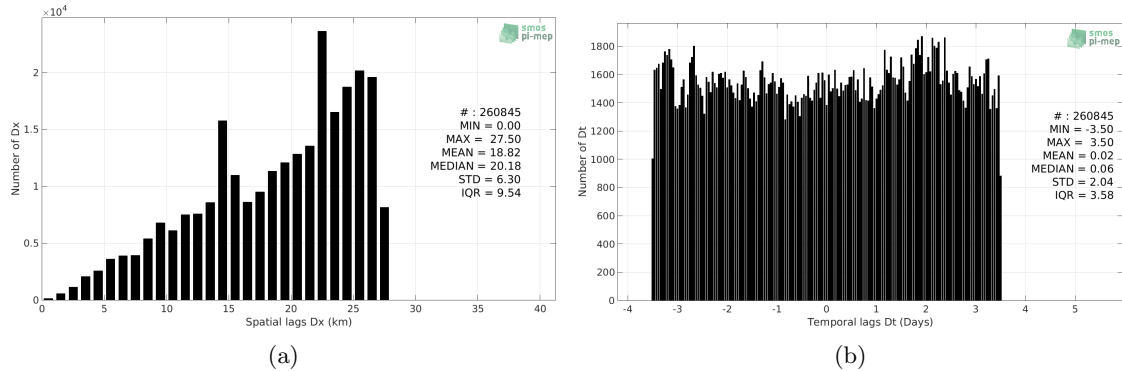 ×10⁴
smos
pi-mep
2
1.5
1
0.5
0
Number of Dx
# : 260845
MIN = 0.00
MAX = 27.50
MEAN = 18.82
MEDIAN = 20.18
STD = 6.30
IQR = 9.54
0 5 10 15 20 25 30 35 40
Spatial lags Dx (km)
(a)
smos
pi-mep
1800
1600
1400
1200
1000
800
600
400
200
0
Number of Dt
# : 260845
MIN = -3.50
MAX = 3.50
MEAN = 0.02
MEDIAN = 0.06
STD = 2.04
IQR = 3.58
-4 -3 -2 -1 0 1 2 3 4 5
Temporal lags Dt (Days)
(b)